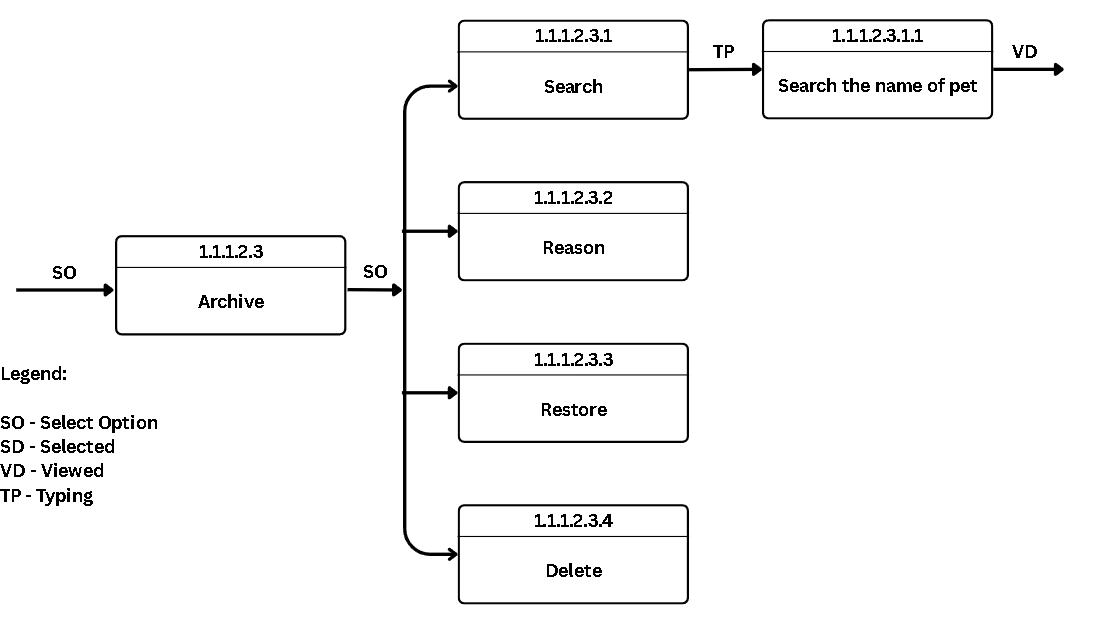 1.1.1.2.3.1
Search
TP
1.1.1.2.3.1.1
Search the name of pet
VD
1.1.1.2.3.2
Reason
SO
1.1.1.2.3
Archive
SO
1.1.1.2.3.3
Restore
1.1.1.2.3.4
Delete
Legend:
SO - Select Option
SD - Selected
VD - Viewed
TP - Typing